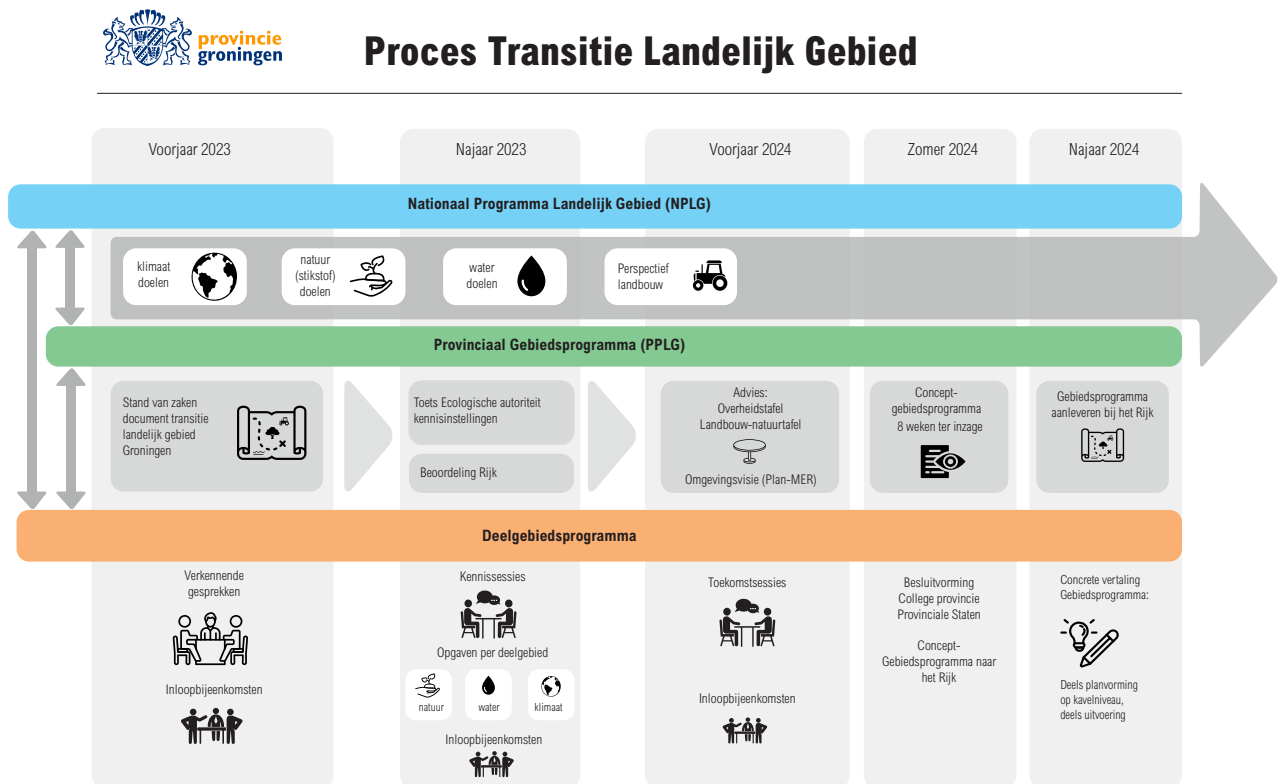 provincie
groningen
Proces Transitie Landelijk Gebied
Voorjaar 2023
Najaar 2023
Voorjaar 2024
Zomer 2024
Najaar 2024
Nationaal Programma Landelijk Gebied (NPLG)
klimaat
doelen
natuur
(stikstof)
doelen
water
doelen
Perspectief
landbouw
Provinciaal Gebiedsprogramma (PPLG)
Stand van zaken
document transitie
landelijk gebied
Groningen
Toets Ecologische autoriteit
kennisinstellingen
Beoordeling Rijk
Advies:
Overheidstafel
Landbouw-natuurtafel
Omgevingsvisie (Plan-MER)
Concept-
gebiedsprogramma
8 weken ter inzage
Gebiedsprogramma
aanleveren bij het Rijk
Deelgebiedsprogramma
Verkennende
gesprekken
Inloopbijeenkomsten
Kennissessies
Opgaven per deelgebied
natuur
water
klimaat
Inloopbijeenkomsten
Toekomstsessies
Inloopbijeenkomsten
Besluitvorming
College provincie
Provinciale Staten
Concept-
Gebiedsprogramma naar
het Rijk
Concrete vertaling
Gebiedsprogramma:
Deels planvorming
op kavelniveau,
deels uitvoering